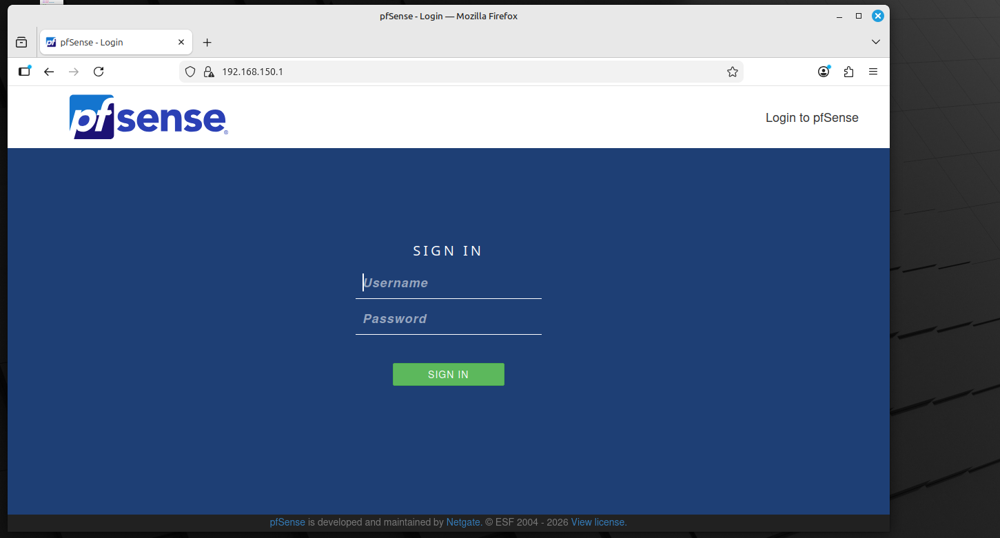 pfSense - Login — Mozilla Firefox
pf pfSense - Login
192.168.150.1
pfsense®
Login to pfSense
SIGN IN
Username
Password
SIGN IN
pfSense is developed and maintained by Netgate. © ESF 2004 - 2026 View license.